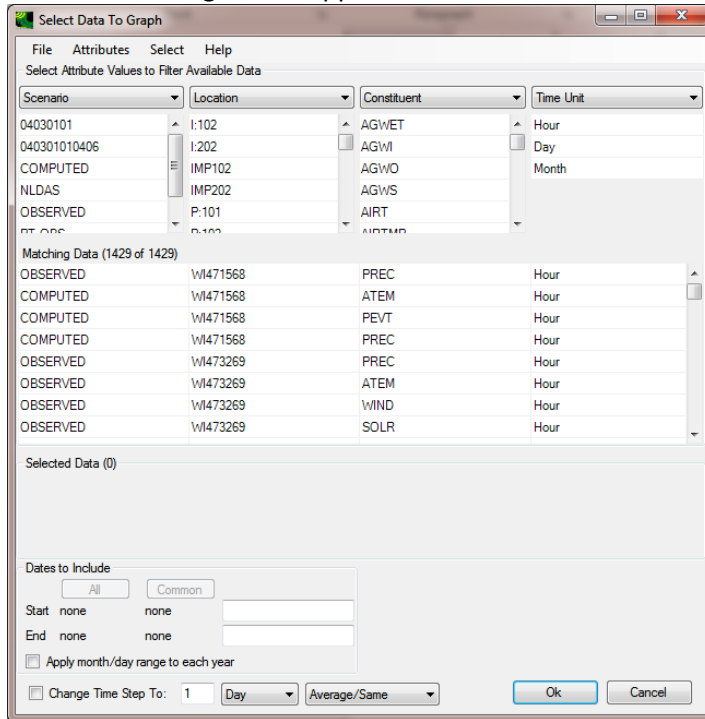 Select Data To Graph
File Attributes Select Help
Select Attribute Values to Filter Available Data
Scenario Location Constituent Time Unit
04030101 I:102 AGWET Hour
040301010406 I:202 AGWI Day
COMPUTED IMP102 AGWO Month
NLDAS IMP202 AGWS
OBSERVED P:101 AIRT
PT-OBS P:102 AIRTMP
Matching Data (1429 of 1429)
OBSERVED WI471568 PREC Hour
COMPUTED WI471568 ATEM Hour
COMPUTED WI471568 PEVT Hour
COMPUTED WI471568 PREC Hour
OBSERVED WI473269 PREC Hour
OBSERVED WI473269 ATEM Hour
OBSERVED WI473269 WIND Hour
OBSERVED WI473269 SOLR Hour
Selected Data (0)
Dates to Include
All Common
Start none none
End none none
Apply month/day range to each year
Change Time Step To: 1 Day Average/Same Ok Cancel